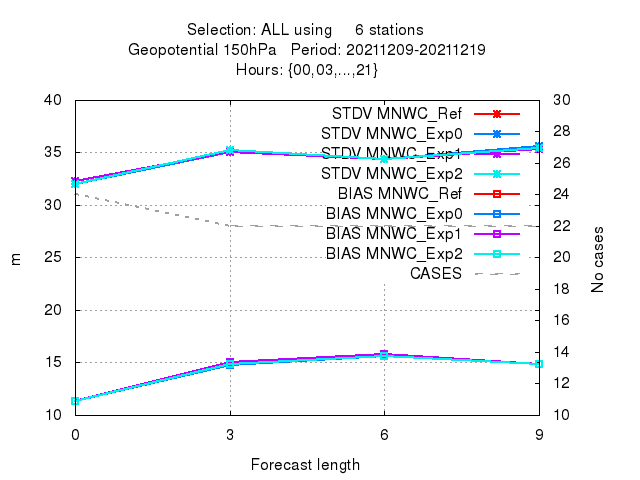 Selection: ALL using 6 stations
Geopotential 150hPa Period: 20211209-20211219
Hours: {00,03,...,21}
40 30
STDV MNWC_Ref
28
STDV MNWC_Exp0
35 STDV MNWC_Exp1
26
STDV MNWC_Exp2
24
BIAS MNWC_Ref
30
BIAS MNWC_Exp0
22
BIAS MNWC_Exp1
m
No cases
25 BIAS MNWC_Exp2 20
CASES
18
20
16
14
15
12
10 10
0 3 6 9
Forecast length